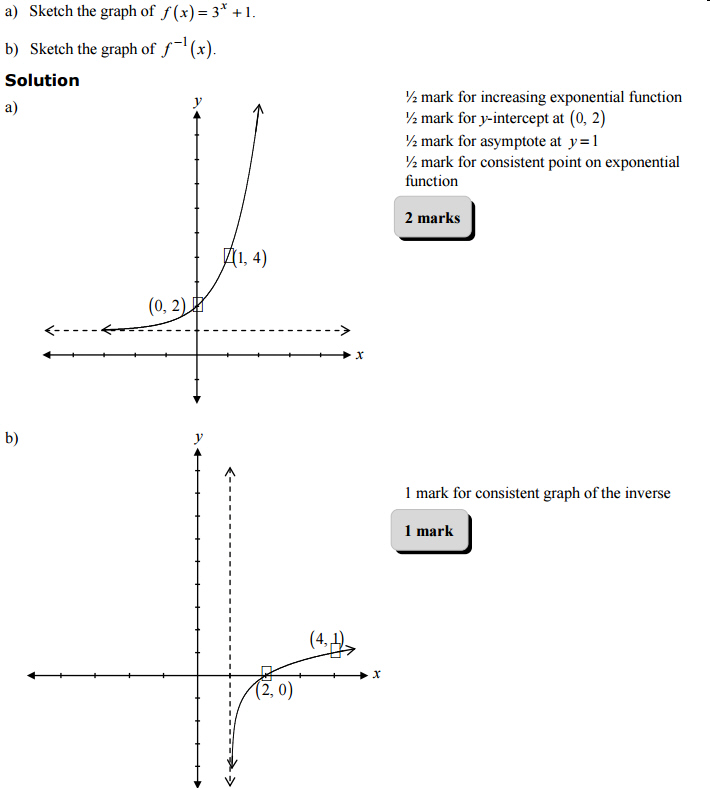 a) Sketch the graph of f(x) = 3ˣ + 1.
b) Sketch the graph of f⁻¹(x).
Solution
a)
y
½ mark for increasing exponential function
½ mark for y-intercept at (0, 2)
½ mark for asymptote at y = 1
½ mark for consistent point on exponential
function
2 marks
(1, 4)
(0, 2)
x
b)
y
1 mark for consistent graph of the inverse
1 mark
(4, 1)
x
(2, 0)